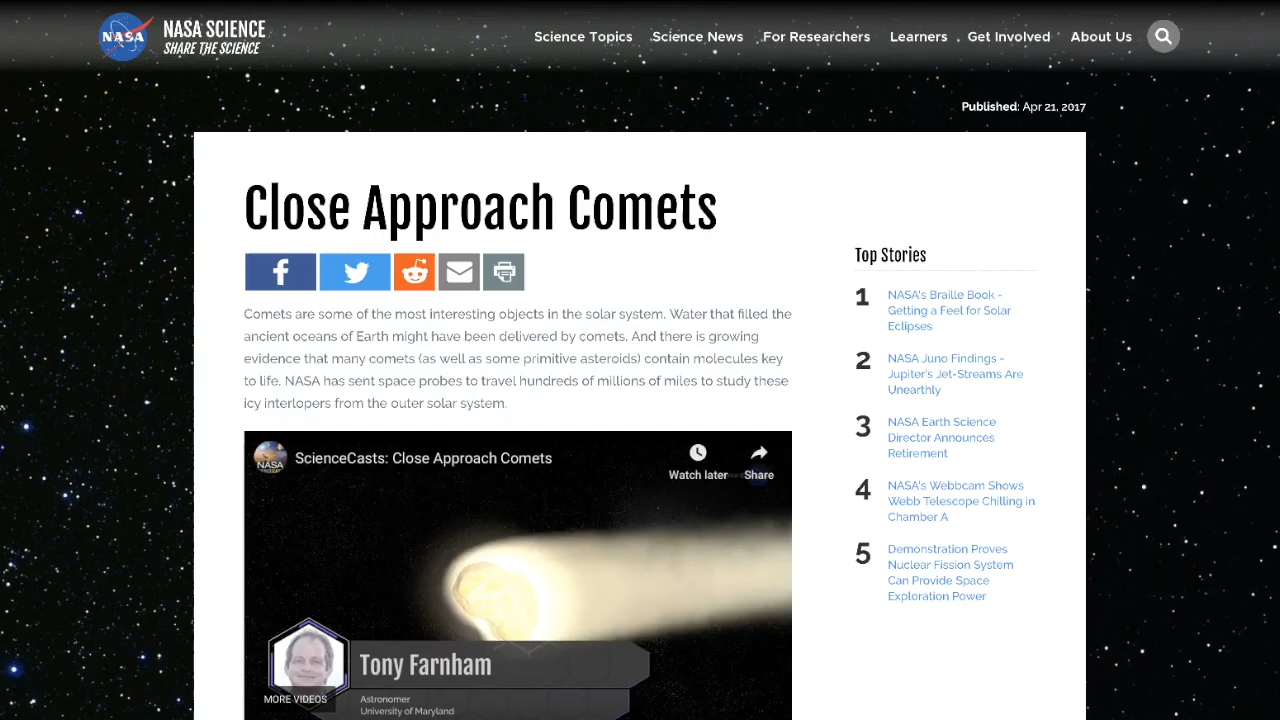 NASA
NASA SCIENCE
SHARE THE SCIENCE
Science Topics
Science News
For Researchers
Learners
Get Involved
About Us
Published: Apr 21, 2017
Close Approach Comets
Comets are some of the most interesting objects in the solar system. Water that filled the
ancient oceans of Earth might have been delivered by comets. And there is growing
evidence that many comets (as well as some primitive asteroids) contain molecules key
to life. NASA has sent space probes to travel hundreds of millions of miles to study these
icy interlopers from the outer solar system.
NASA
ScienceCasts: Close Approach Comets
Watch later
Share
Tony Farnham
MORE VIDEOS
Astronomer
University of Maryland
Top Stories
1
NASA's Braille Book -
Getting a Feel for Solar
Eclipses
2
NASA Juno Findings -
Jupiter's Jet-Streams Are
Unearthly
3
NASA Earth Science
Director Announces
Retirement
4
NASA's Webbcam Shows
Webb Telescope Chilling in
Chamber A
5
Demonstration Proves
Nuclear Fission System
Can Provide Space
Exploration Power